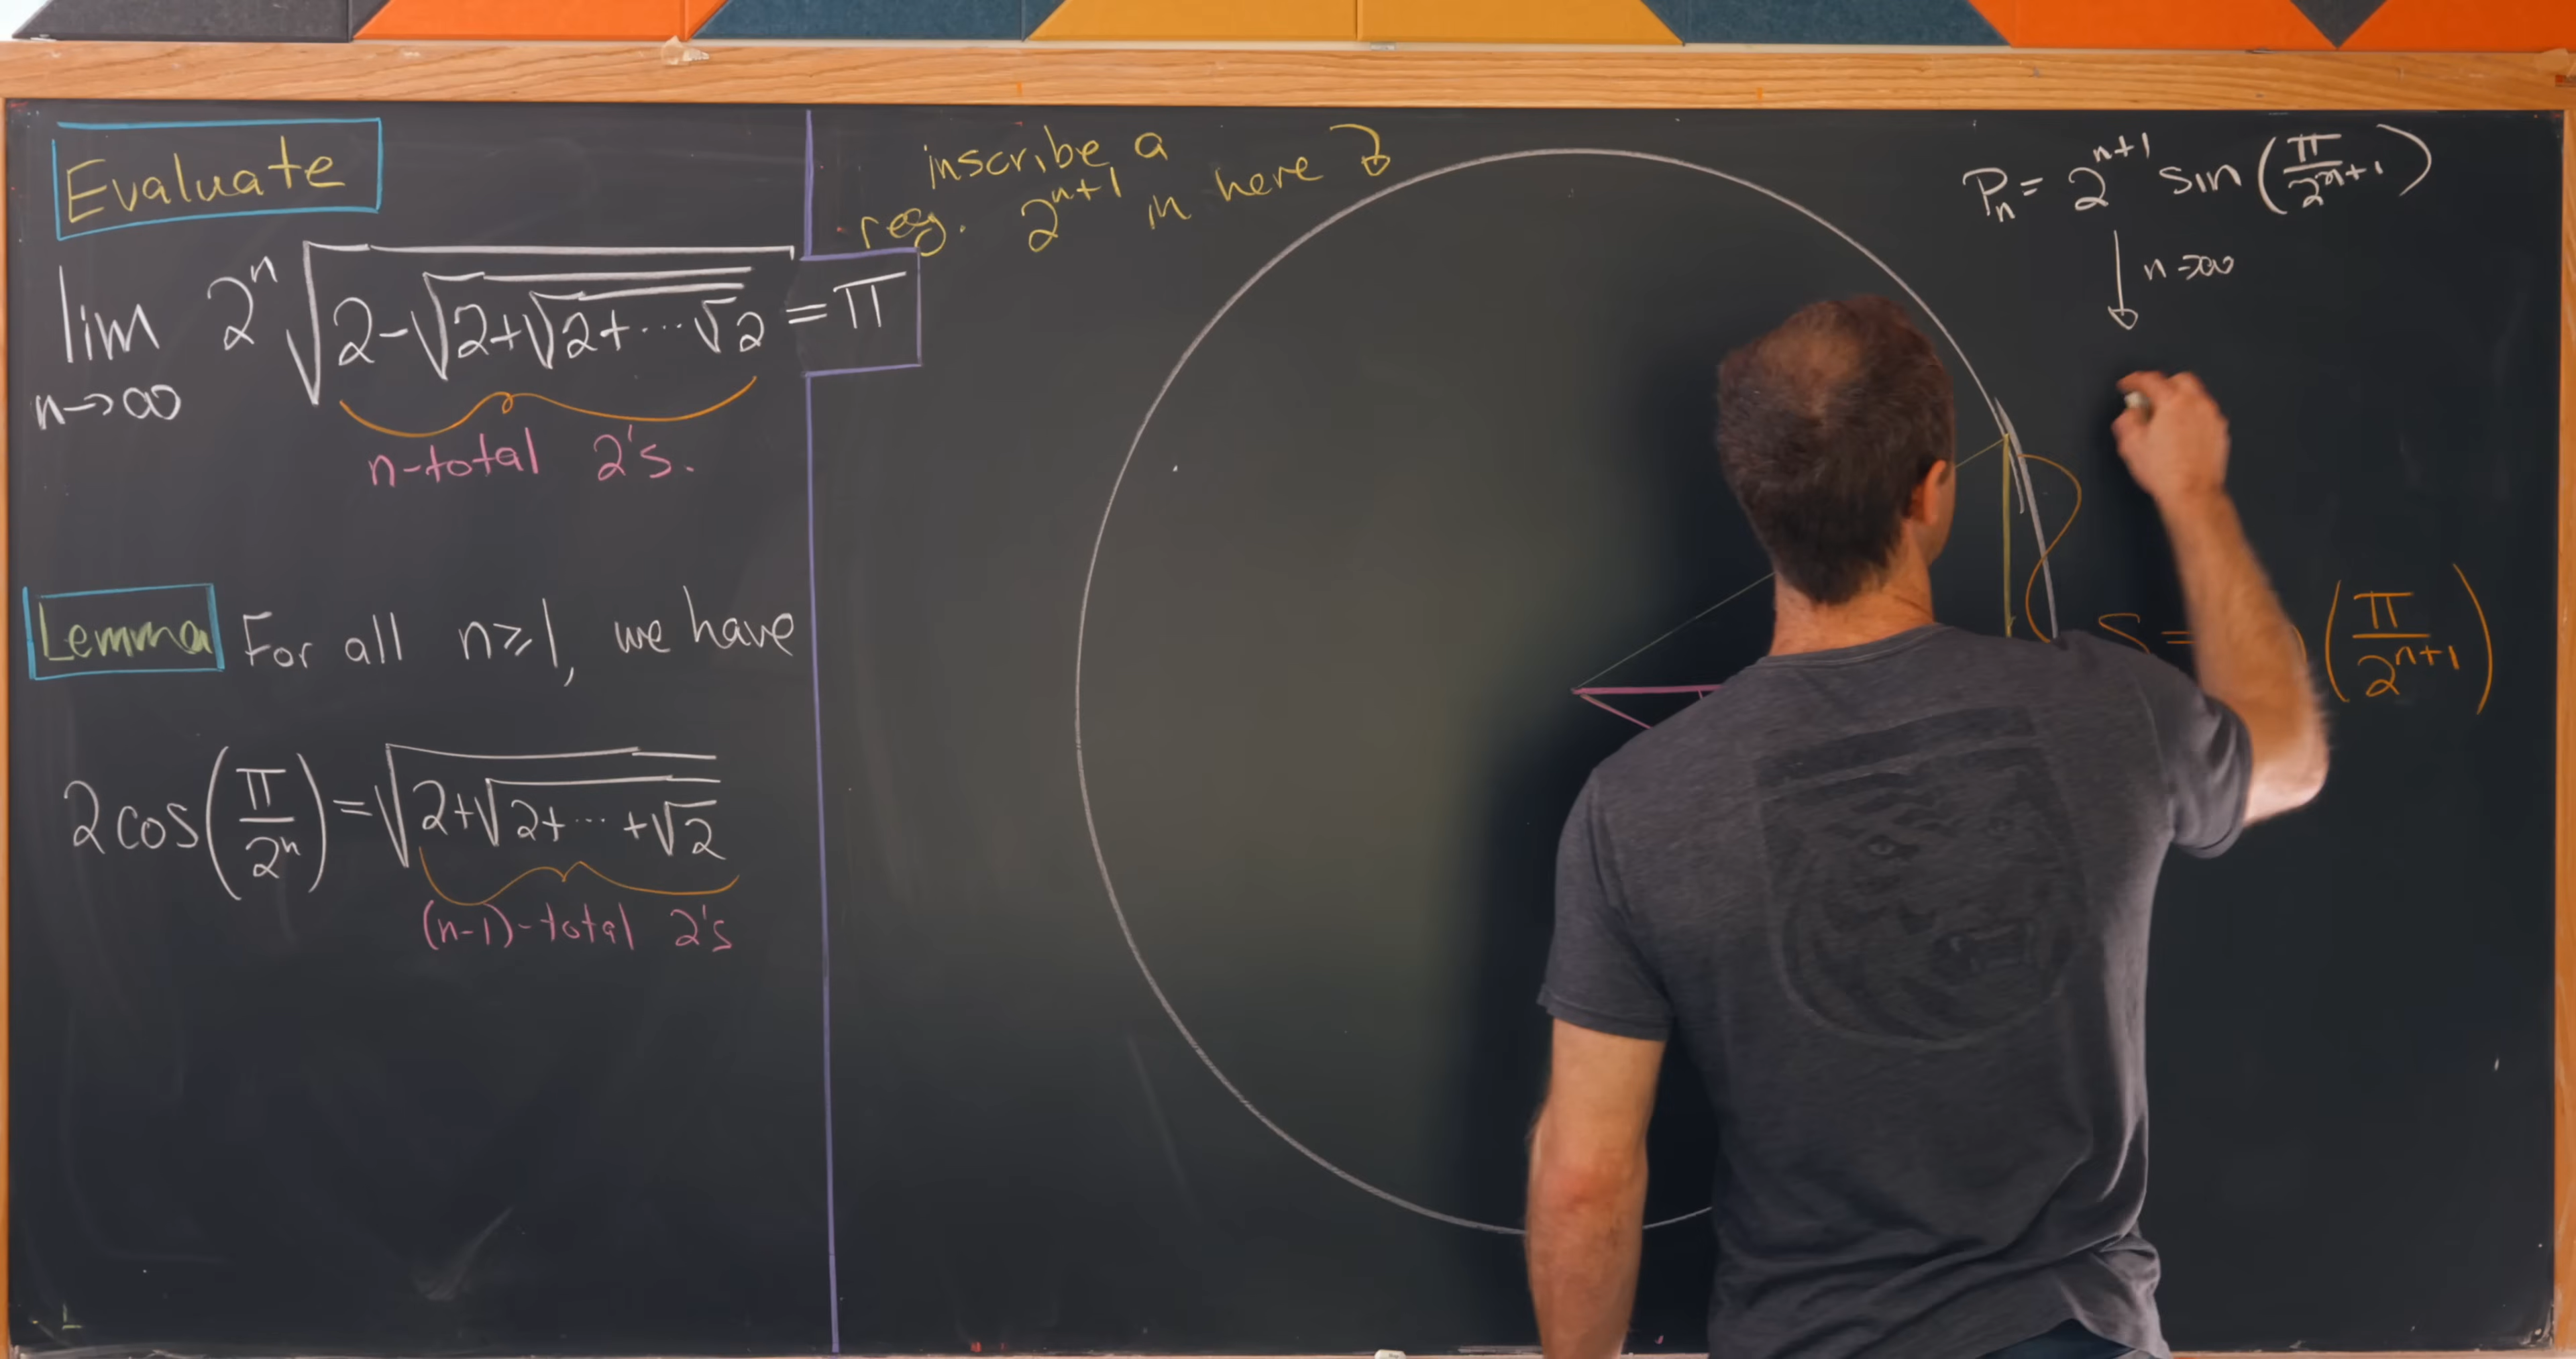 Evaluate
lim n→∞ 2^n √(2-√(2+√(2+⋯√2))) = π
n-total 2's.
Lemma For all n≥1, we have
2cos(π/2^n) = √(2+√(2+⋯+√2))
(n-1)-total 2's
inscribe a
reg. 2^{n+1} in here
P_n = 2^{n+1} sin(π/2^{n+1})
n→∞
S = (π/2^{n+1})